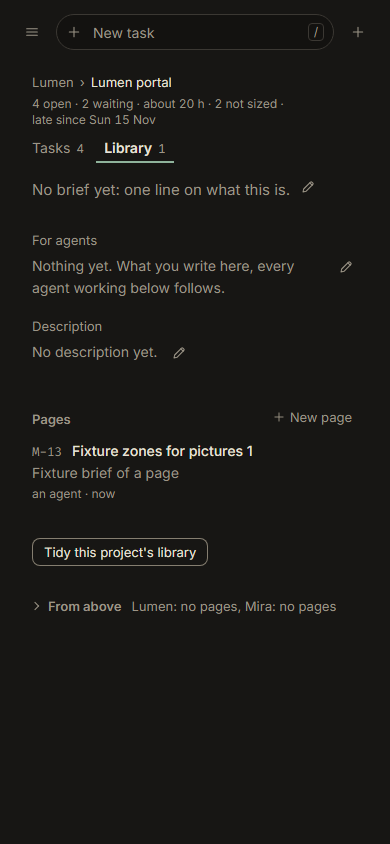 New task /
Lumen › Lumen portal
4 open · 2 waiting · about 20 h · 2 not sized ·
late since Sun 15 Nov
Tasks 4 Library 1
No brief yet: one line on what this is.
For agents
Nothing yet. What you write here, every
agent working below follows.
Description
No description yet.
Pages + New page
M-13 Fixture zones for pictures 1
Fixture brief of a page
an agent · now
Tidy this project's library
From above Lumen: no pages, Mira: no pages